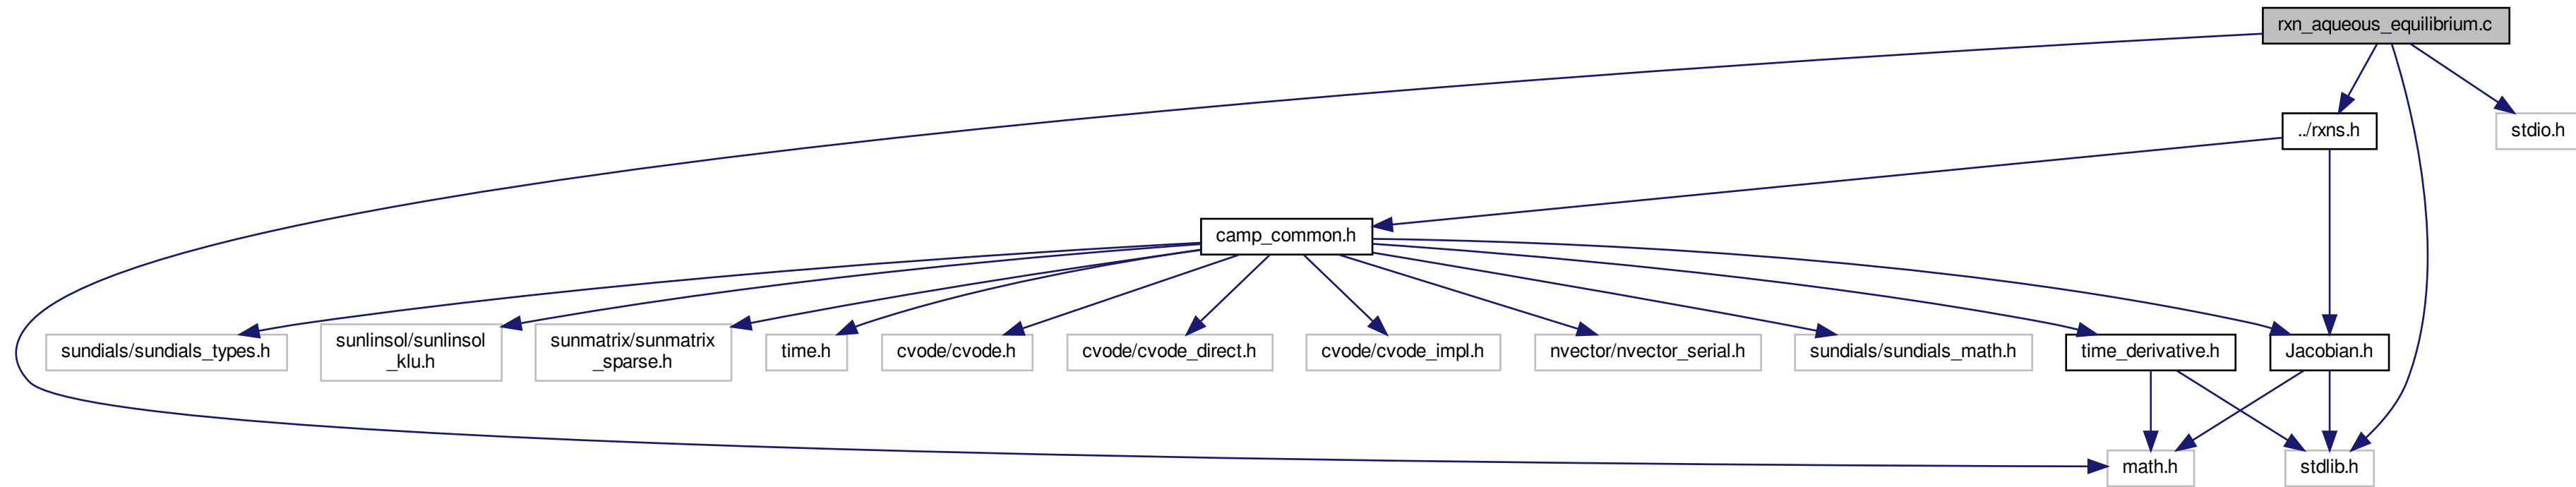 rxn_aqueous_equilibrium.c
../rxns.h
stdio.h
camp_common.h
sundials/sundials_types.h
sunlinsol/sunlinsol
_klu.h
sunmatrix/sunmatrix
_sparse.h
time.h
cvode/cvode.h
cvode/cvode_direct.h
cvode/cvode_impl.h
nvector/nvector_serial.h
sundials/sundials_math.h
time_derivative.h
Jacobian.h
math.h
stdlib.h